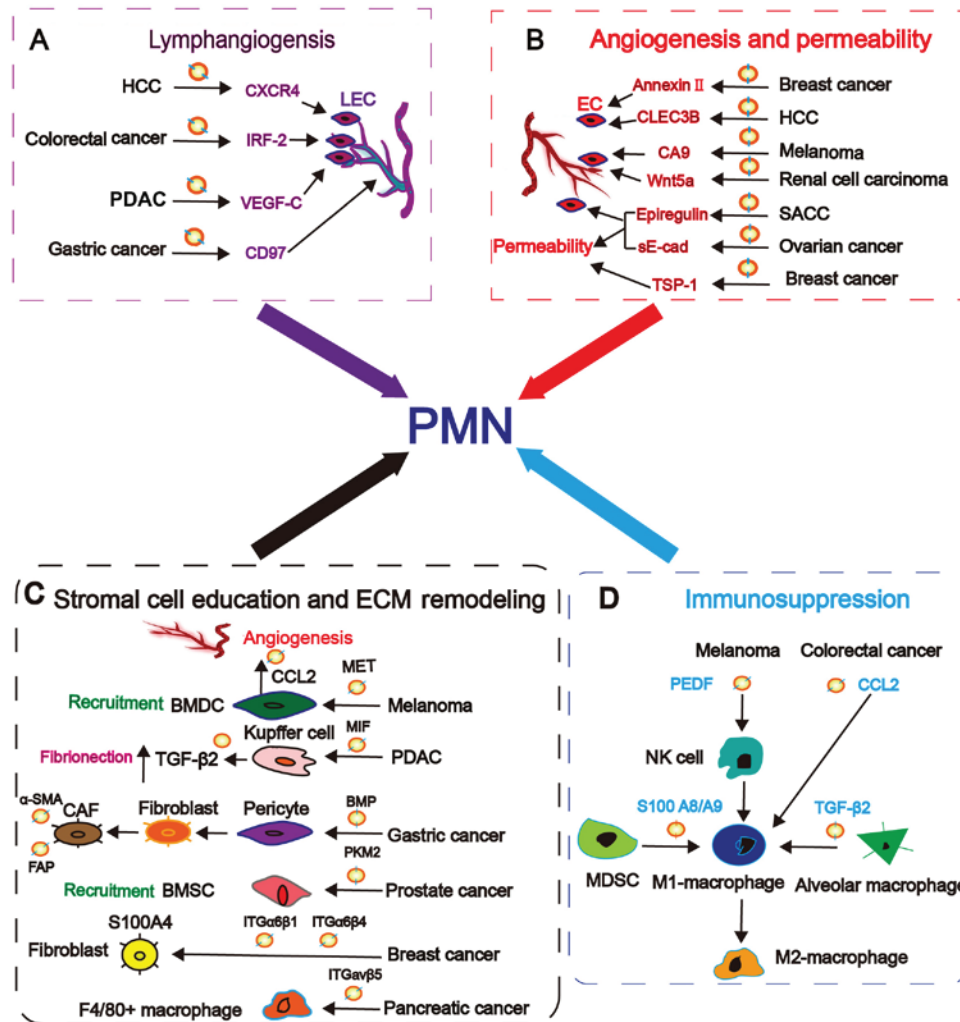 A
Lymphangiogensis
HCC
CXCR4
LEC
Colorectal cancer
IRF-2
PDAC
VEGF-C
Gastric cancer
CD97
B
Angiogenesis and permeability
EC
Annexin II
Breast cancer
CLEC3B
HCC
CA9
Melanoma
Wnt5a
Renal cell carcinoma
Epiregulin
SACC
Permeability
sE-cad
Ovarian cancer
TSP-1
Breast cancer
PMN
C
Stromal cell education and ECM remodeling
Angiogenesis
CCL2
MET
Recruitment BMDC
Melanoma
Kupffer cell
MIF
Fibrionection
TGF-β2
PDAC
α-SMA
CAF
Fibroblast
Pericyte
BMP
Gastric cancer
FAP
PKM2
Recruitment BMSC
Prostate cancer
S100A4
ITGα6β1
ITGα6β4
Fibroblast
Breast cancer
ITGavβ5
F4/80+ macrophage
Pancreatic cancer
D
Immunosuppression
Melanoma
Colorectal cancer
PEDF
CCL2
NK cell
S100 A8/A9
TGF-β2
MDSC
M1-macrophage
Alveolar macrophage
M2-macrophage